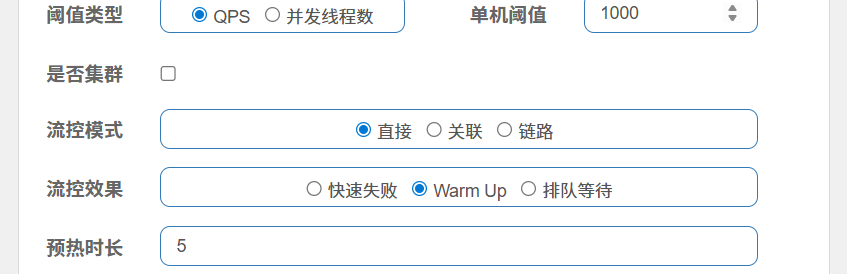 阈值类型 QPS 并发线程数 单机阈值 1000
是否集群
流控模式 直接 关联 链路
流控效果 快速失败 Warm Up 排队等待
预热时长 5